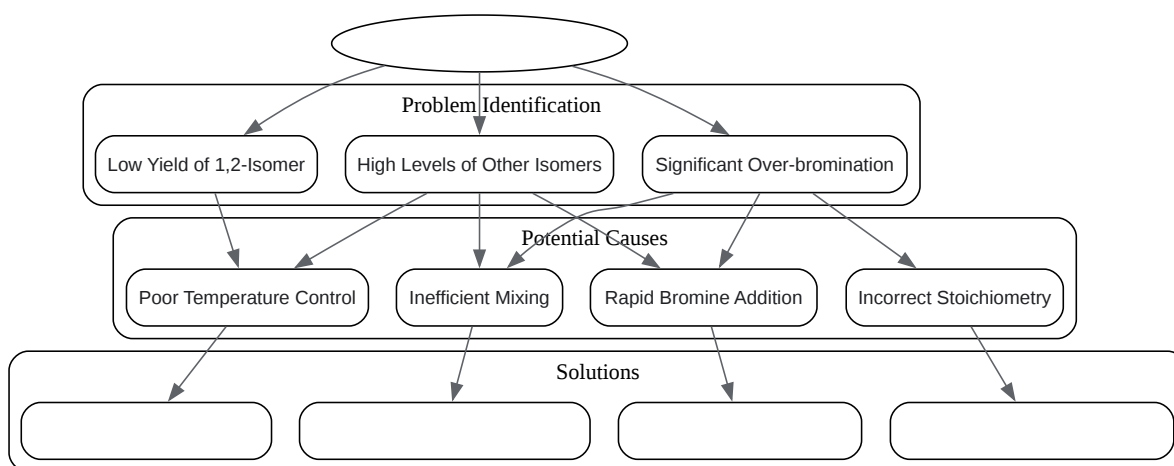 Problem Identification
Low Yield of 1,2-Isomer
High Levels of Other Isomers
Significant Over-bromination
Potential Causes
Poor Temperature Control
Inefficient Mixing
Rapid Bromine Addition
Incorrect Stoichiometry
Solutions